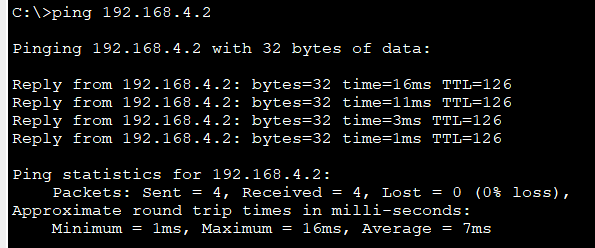 C:\>ping 192.168.4.2
Pinging 192.168.4.2 with 32 bytes of data:
Reply from 192.168.4.2: bytes=32 time=16ms TTL=126
Reply from 192.168.4.2: bytes=32 time=11ms TTL=126
Reply from 192.168.4.2: bytes=32 time=3ms TTL=126
Reply from 192.168.4.2: bytes=32 time=1ms TTL=126
Ping statistics for 192.168.4.2:
Packets: Sent = 4, Received = 4, Lost = 0 (0% loss),
Approximate round trip times in milli-seconds:
Minimum = 1ms, Maximum = 16ms, Average = 7ms